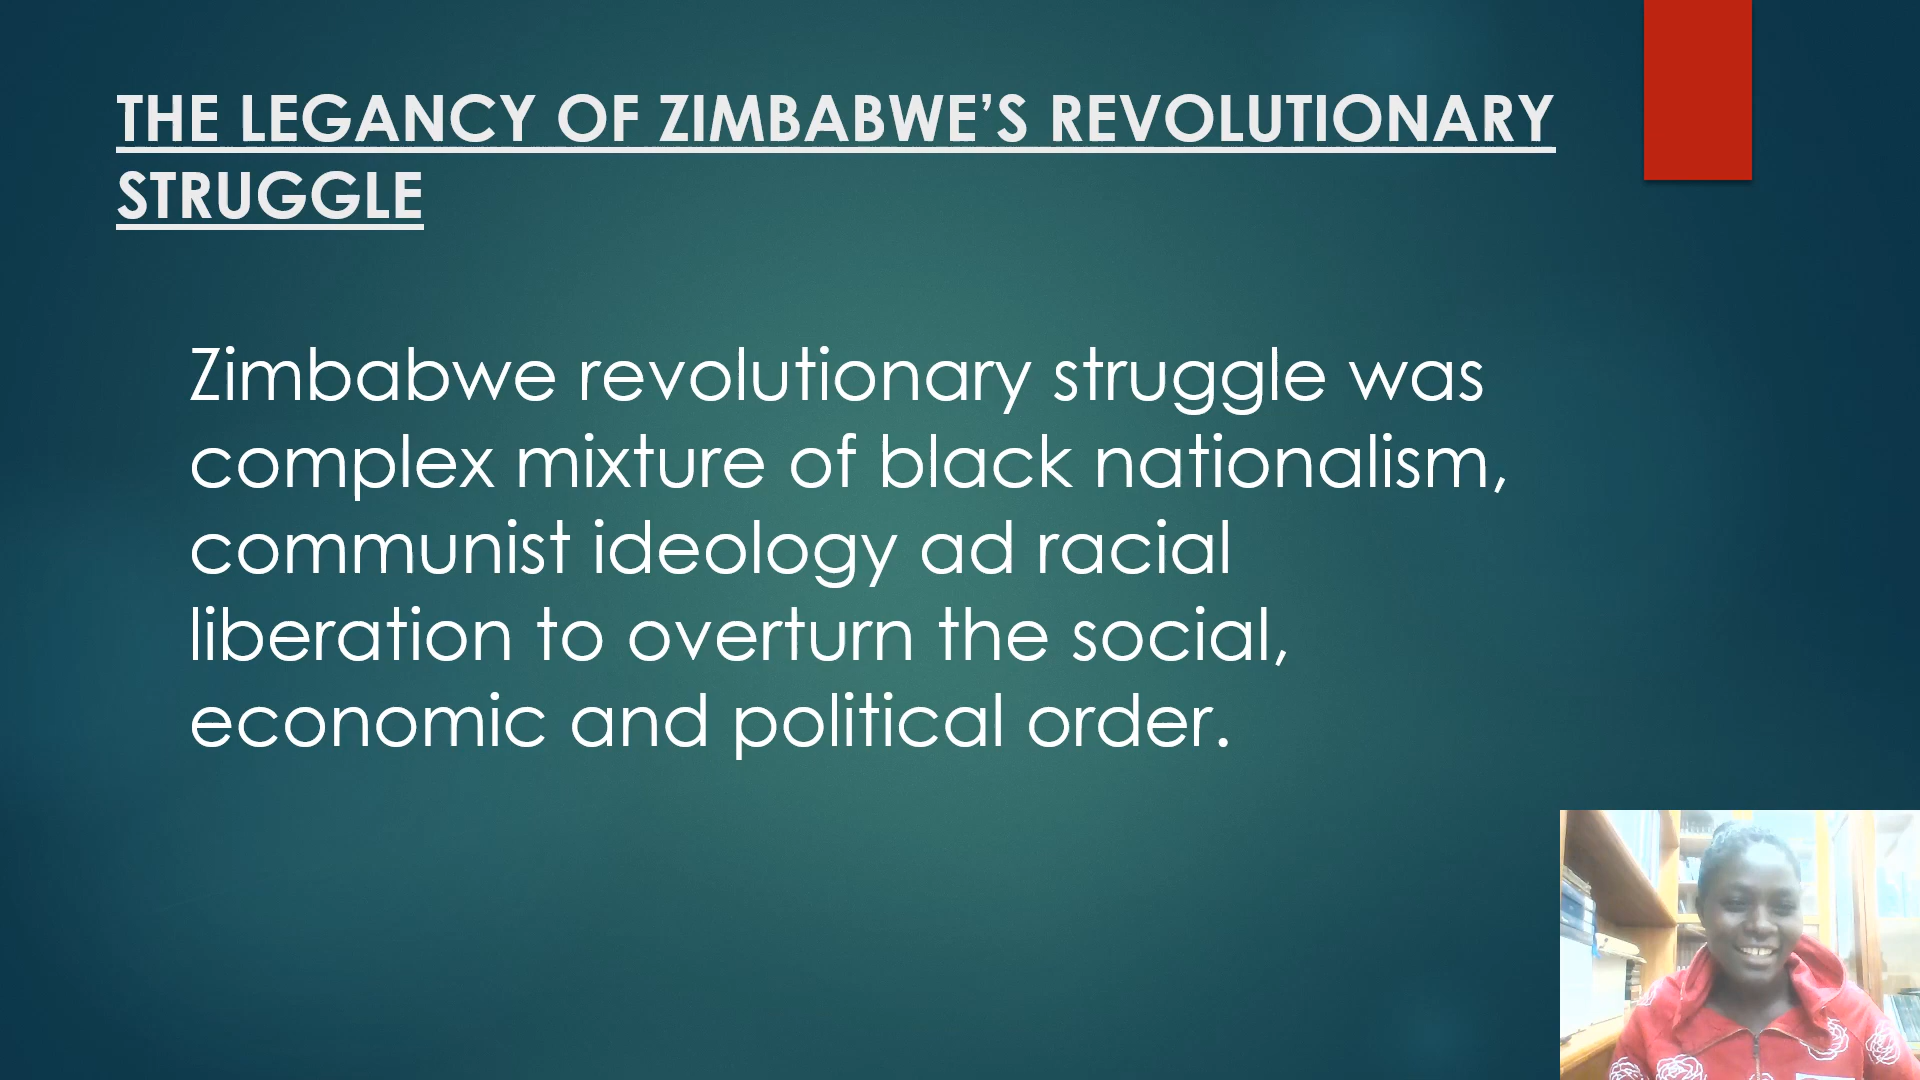 THE LEGANCY OF ZIMBABWE’S REVOLUTIONARY
STRUGGLE
Zimbabwe revolutionary struggle was
complex mixture of black nationalism,
communist ideology ad racial
liberation to overturn the social,
economic and political order.